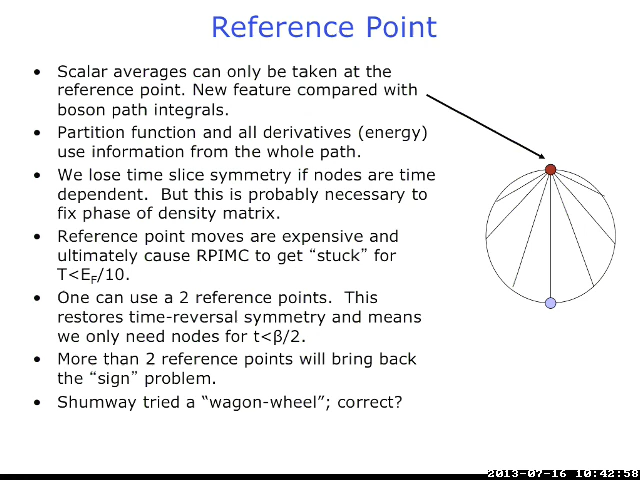 Reference Point
• Scalar averages can only be taken at the
reference point. New feature compared with
boson path integrals.
• Partition function and all derivatives (energy)
use information from the whole path.
• We lose time slice symmetry if nodes are time
dependent.  But this is probably necessary to
fix phase of density matrix.
• Reference point moves are expensive and
ultimately cause RPIMC to get “stuck” for
T<E_F/10.
• One can use a 2 reference points.  This
restores time-reversal symmetry and means
we only need nodes for t<β/2.
• More than 2 reference points will bring back
the “sign” problem.
• Shumway tried a “wagon-wheel”; correct?
2013-07-16 10:42:58